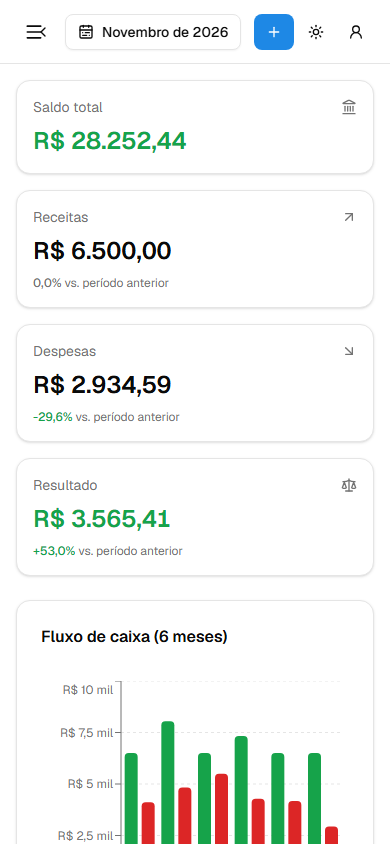 Novembro de 2026
Saldo total
R$ 28.252,44
Receitas
R$ 6.500,00
0,0% vs. período anterior
Despesas
R$ 2.934,59
-29,6% vs. período anterior
Resultado
R$ 3.565,41
+53,0% vs. período anterior
Fluxo de caixa (6 meses)
R$ 10 mil
R$ 7,5 mil
R$ 5 mil
R$ 2,5 mil